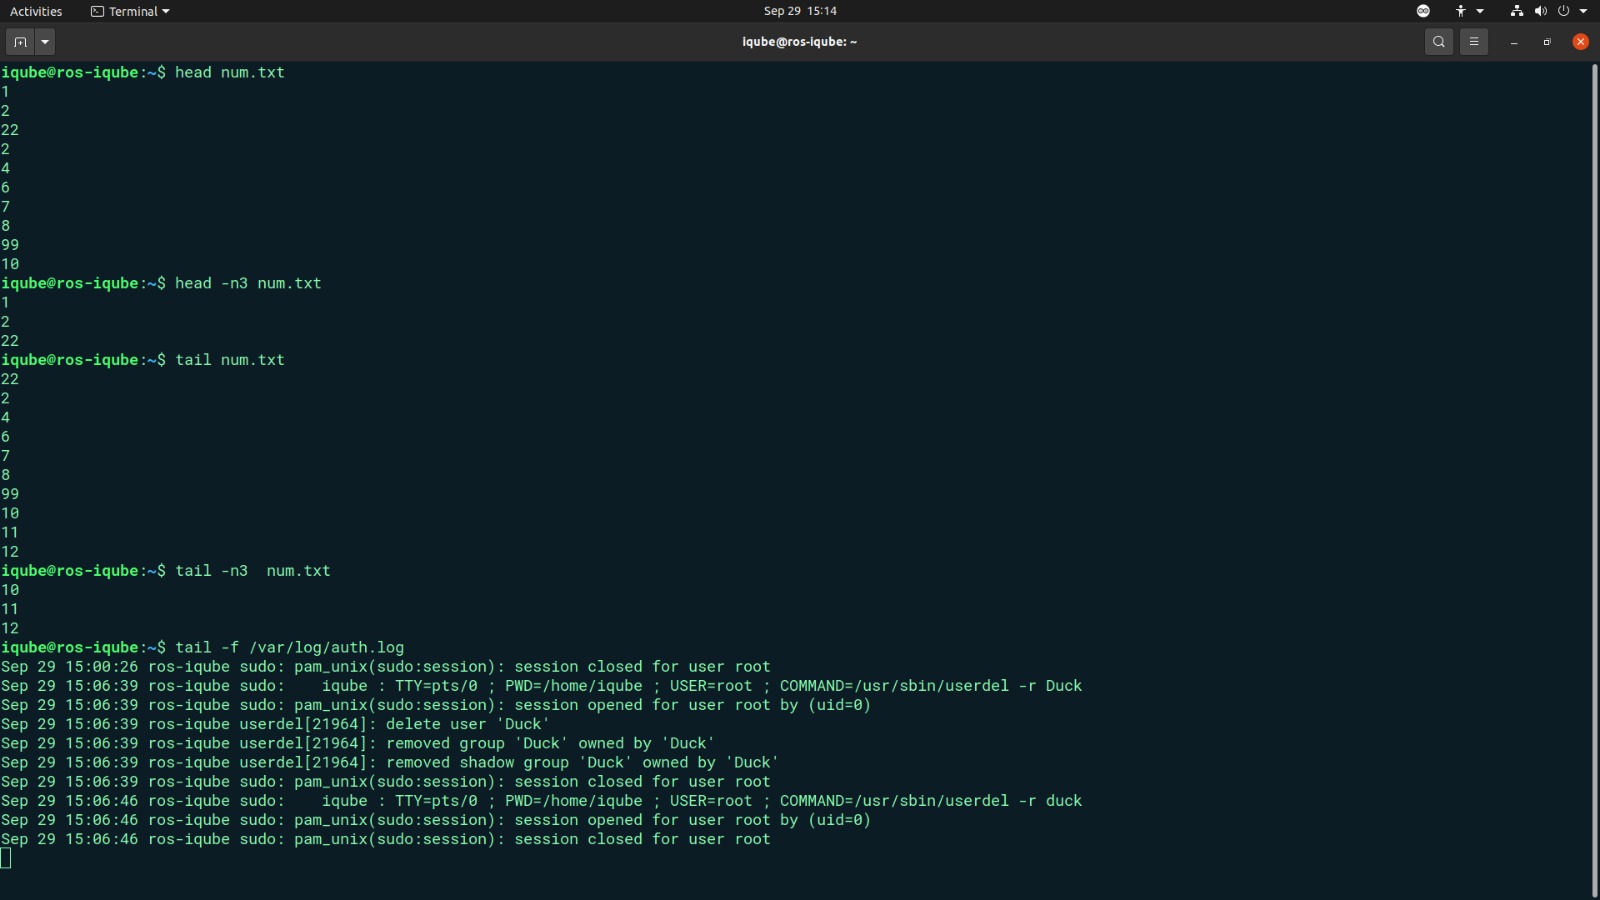 Activities Terminal Sep 29 15:14
iqube@ros-iqube: ~
iqube@ros-iqube:~$ head num.txt
1
2
22
2
4
6
7
8
99
10
iqube@ros-iqube:~$ head -n3 num.txt
1
2
22
iqube@ros-iqube:~$ tail num.txt
22
2
4
6
7
8
99
10
11
12
iqube@ros-iqube:~$ tail -n3  num.txt
10
11
12
iqube@ros-iqube:~$ tail -f /var/log/auth.log
Sep 29 15:00:26 ros-iqube sudo: pam_unix(sudo:session): session closed for user root
Sep 29 15:06:39 ros-iqube sudo:    iqube : TTY=pts/0 ; PWD=/home/iqube ; USER=root ; COMMAND=/usr/sbin/userdel -r Duck
Sep 29 15:06:39 ros-iqube sudo: pam_unix(sudo:session): session opened for user root by (uid=0)
Sep 29 15:06:39 ros-iqube userdel[21964]: delete user 'Duck'
Sep 29 15:06:39 ros-iqube userdel[21964]: removed group 'Duck' owned by 'Duck'
Sep 29 15:06:39 ros-iqube userdel[21964]: removed shadow group 'Duck' owned by 'Duck'
Sep 29 15:06:39 ros-iqube sudo: pam_unix(sudo:session): session closed for user root
Sep 29 15:06:46 ros-iqube sudo:    iqube : TTY=pts/0 ; PWD=/home/iqube ; USER=root ; COMMAND=/usr/sbin/userdel -r duck
Sep 29 15:06:46 ros-iqube sudo: pam_unix(sudo:session): session opened for user root by (uid=0)
Sep 29 15:06:46 ros-iqube sudo: pam_unix(sudo:session): session closed for user root